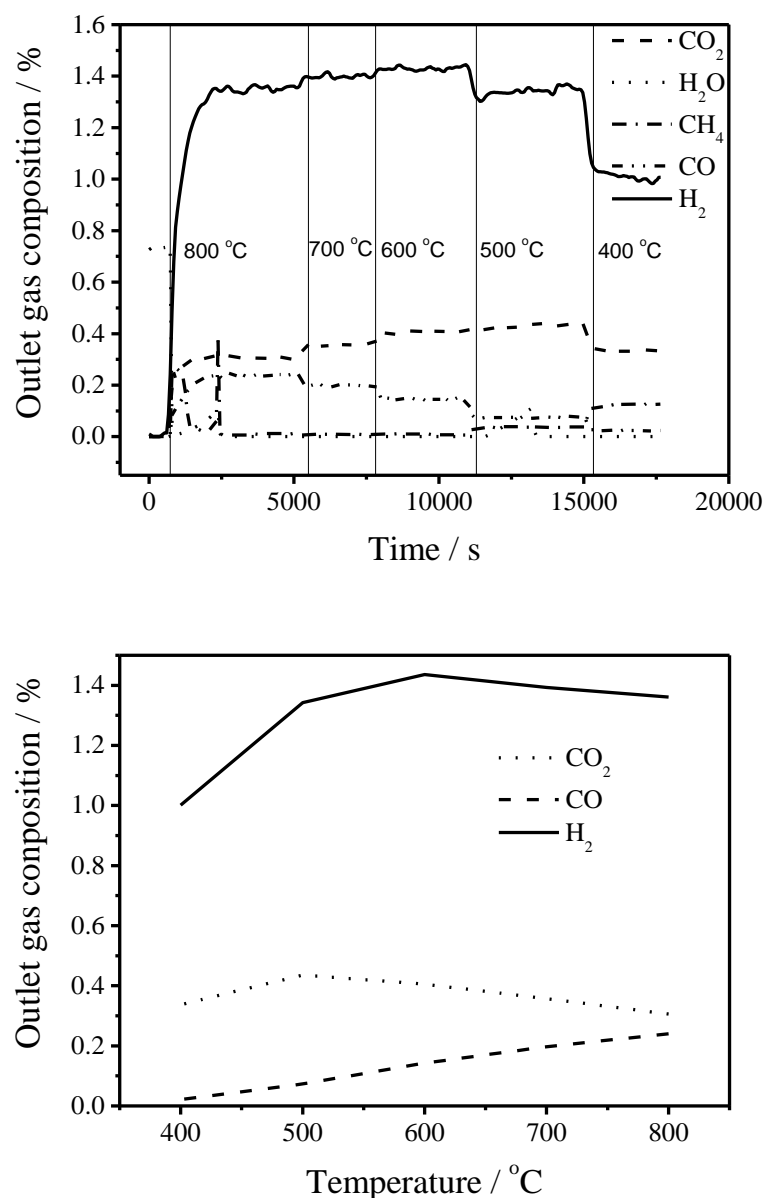 1.6
1.4
1.2
1.0
0.8
0.6
0.4
0.2
0.0
Outlet gas conposition / %
CO₂
H₂O
CH₄
CO
H₂
800 °C
700 °C
600 °C
500 °C
400 °C
0
5000
10000
15000
20000
Time / s
1.4
1.2
1.0
0.8
0.6
0.4
0.2
0.0
Outlet gas conposition / %
CO₂
CO
H₂
400
500
600
700
800
Temperature / °C